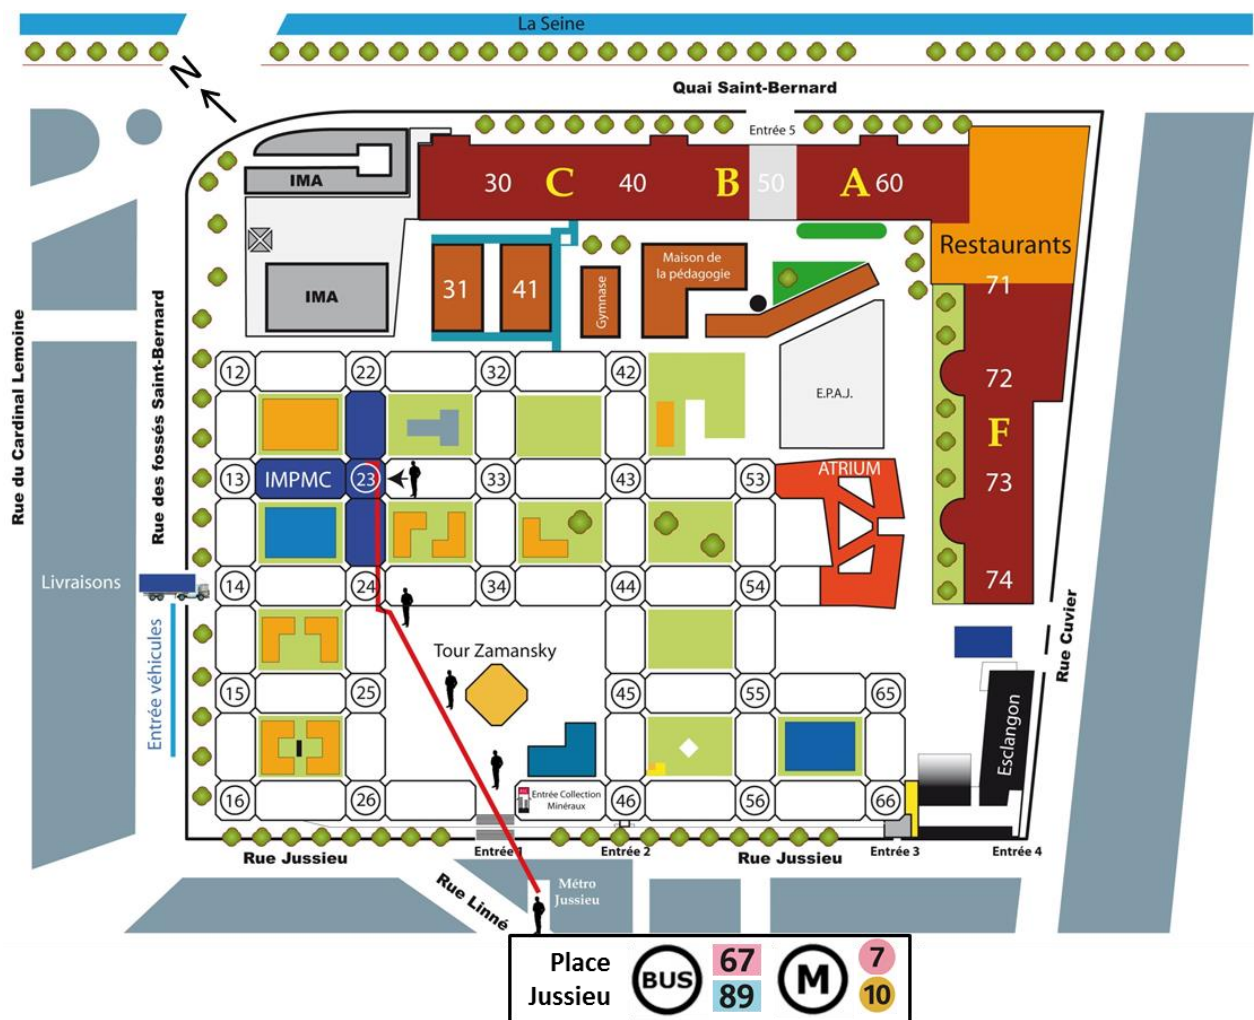 La Seine
N
Quai Saint-Bernard
Entrée 5
IMA
30
C
40
B
50
A
60
Restaurants
Rue du Cardinal Lemoine
Rue des fossés Saint-Bernard
IMA
31
41
Gymnase
Maison de
la pédagogie
71
72
F
73
74
E.P.A.J.
12
22
32
42
13
IMPMC
23
33
43
53
ATRIUM
Livraisons
14
24
34
44
54
Entrée véhicules
Tour Zamansky
15
25
45
55
65
Rue Cuvier
Esclangon
16
26
Entrée Collection
Minéraux
46
56
66
Rue Jussieu
Entrée 1
Entrée 2
Rue Jussieu
Entrée 3
Entrée 4
Rue Linné
Métro
Jussieu
Place
Jussieu
BUS
67
89
M
7
10